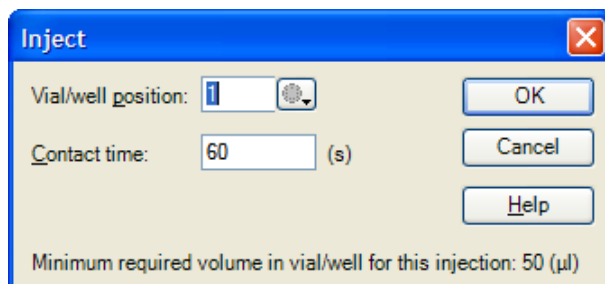 Inject
Vial/well position: 1
OK
Contact time: 60 (s)
Cancel
Help
Minimum required volume in vial/well for this injection: 50 (µl)